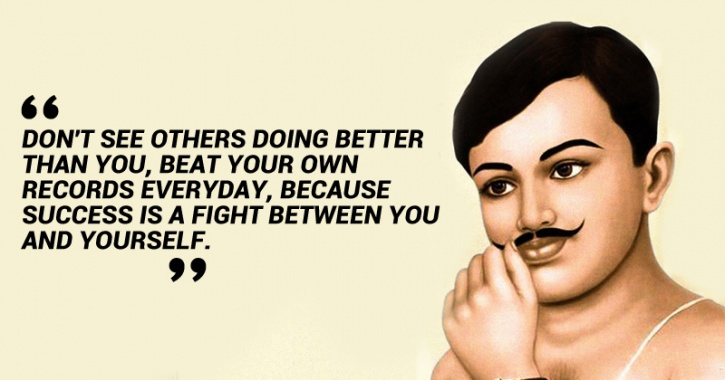 “
DON'T SEE OTHERS DOING BETTER
THAN YOU, BEAT YOUR OWN
RECORDS EVERYDAY, BECAUSE
SUCCESS IS A FIGHT BETWEEN YOU
AND YOURSELF.
”